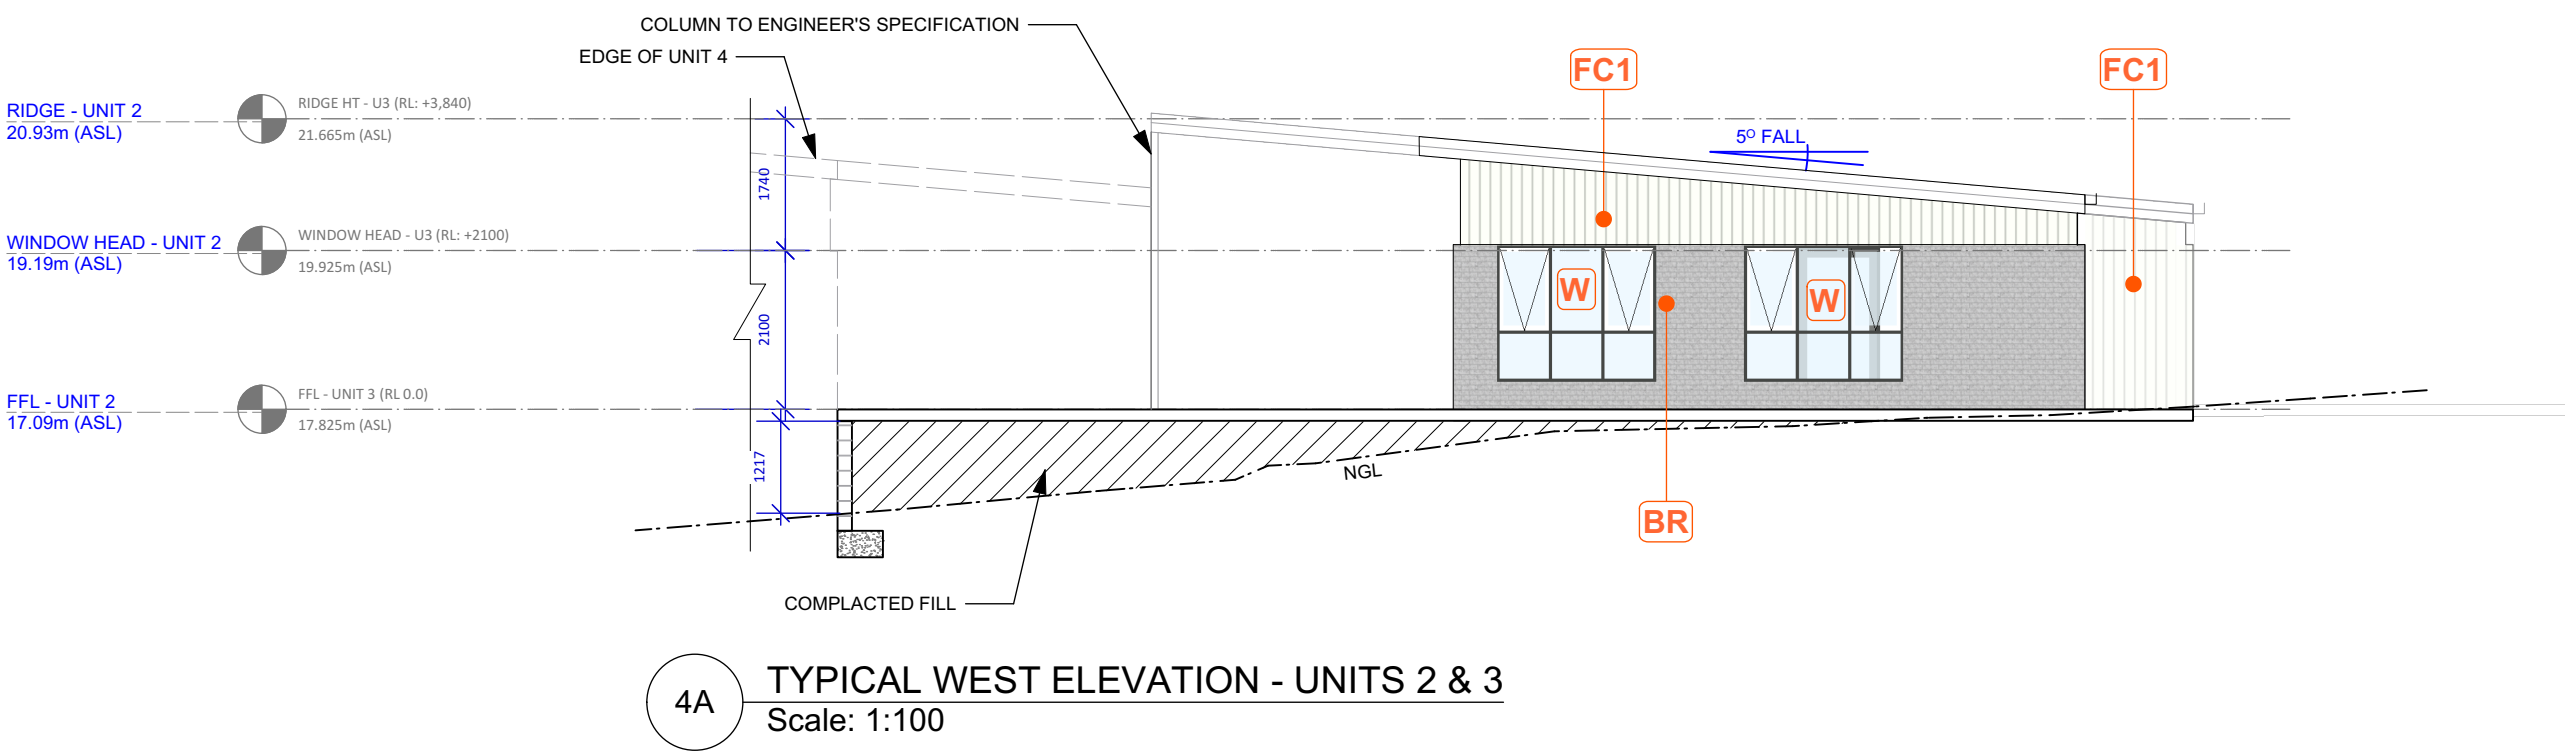 COLUMN TO ENGINEER'S SPECIFICATION
EDGE OF UNIT 4
FC1
FC1
RIDGE - UNIT 2
20.93m (ASL)
RIDGE HT - U3 (RL: +3,840)
21.665m (ASL)
5º FALL
1740
WINDOW HEAD - UNIT 2
19.19m (ASL)
WINDOW HEAD - U3 (RL: +2100)
19.925m (ASL)
W
W
2100
FFL - UNIT 2
17.09m (ASL)
FFL - UNIT 3 (RL 0.0)
17.825m (ASL)
1217
NGL
BR
COMPLACTED FILL
4A
TYPICAL WEST ELEVATION - UNITS 2 & 3
Scale: 1:100